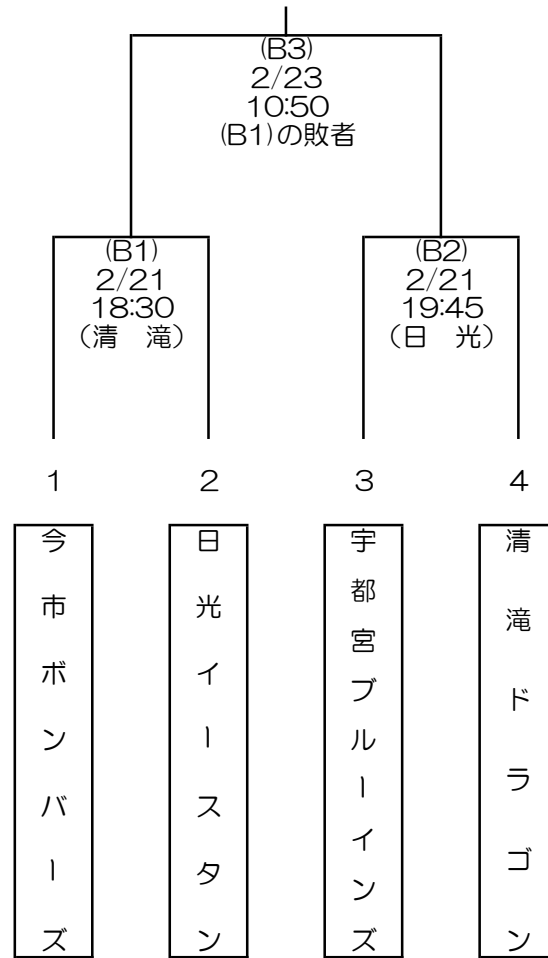 (B3)
2/23
10:50
(B1)の敗者
(B1)
2/21
18:30
（清　滝）
(B2)
2/21
19:45
（日　光）
1
2
3
4
今市ボンバーズ
日光イースタン
宇都宮ブルーインズ
清滝ドラゴン